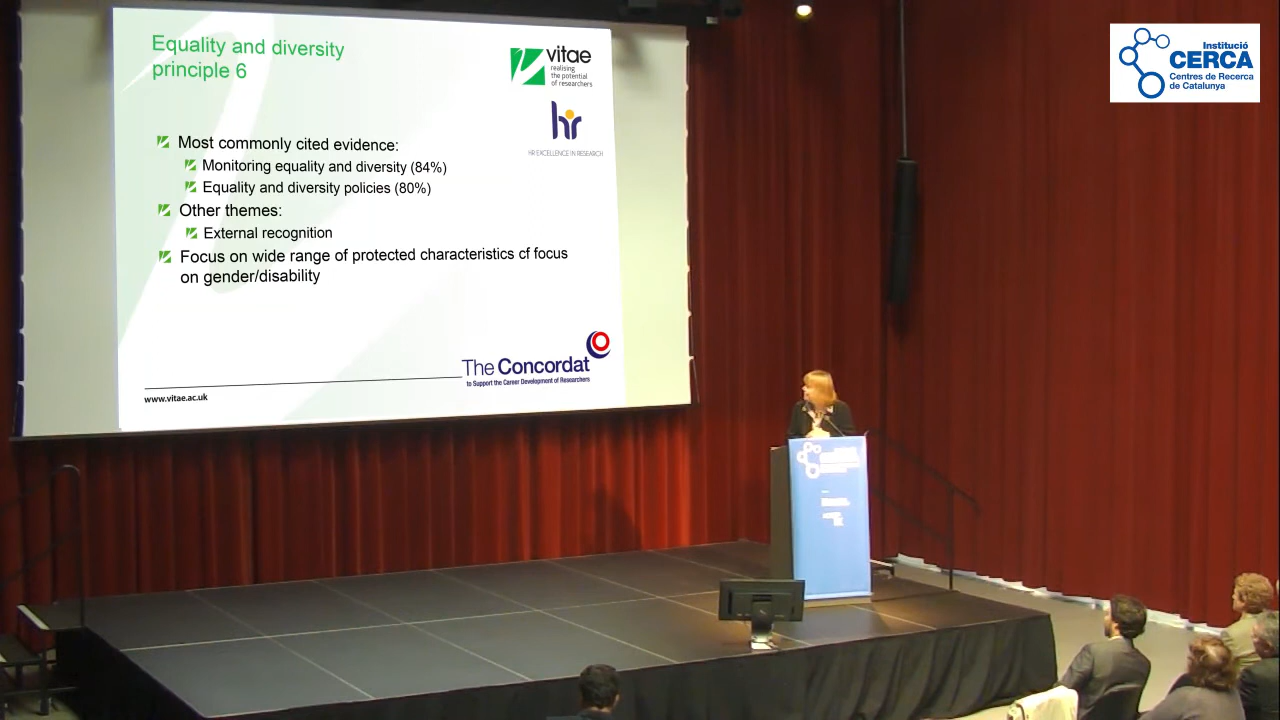 Equality and diversity
principle 6
vitae
realising
the potential
of researchers
hr
HR EXCELLENCE IN RESEARCH
Most commonly cited evidence:
Monitoring equality and diversity (84%)
Equality and diversity policies (80%)
Other themes:
External recognition
Focus on wide range of protected characteristics cf focus
on gender/disability
The Concordat
to Support the Career Development of Researchers
www.vitae.ac.uk
Institució
CERCA
Centres de Recerca
de Catalunya